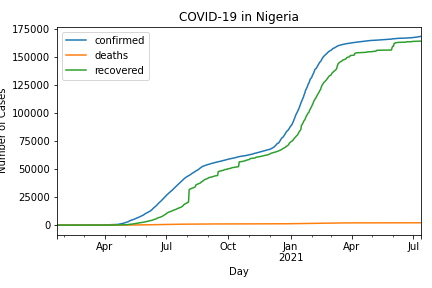 COVID-19 in Nigeria
175000
150000
125000
100000
75000
50000
25000
0
Number of Cases
confirmed
deaths
recovered
Apr
Jul
Oct
Jan
2021
Apr
Jul
Day